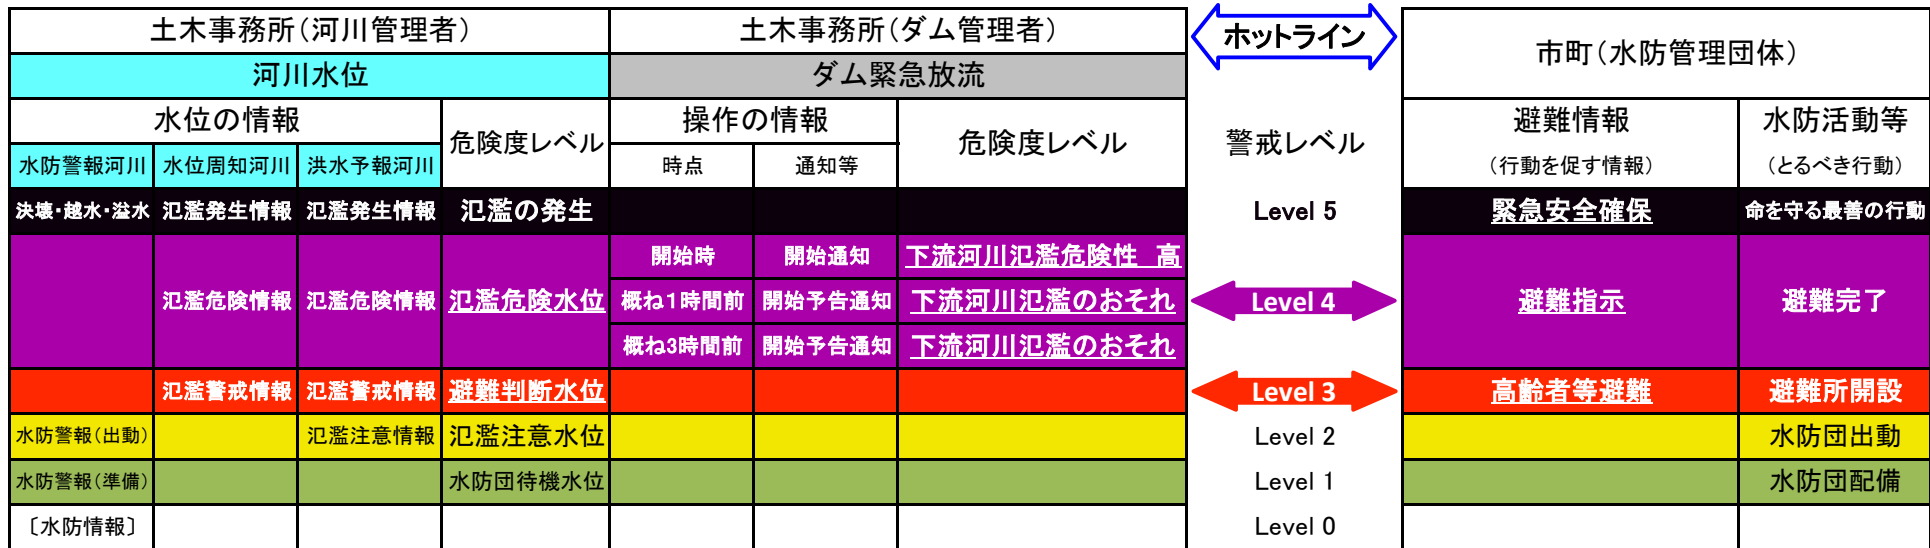 土木事務所(河川管理者) 土木事務所(ダム管理者) ホットライン 市町(水防管理団体)
河川水位 ダム緊急放流
水位の情報 危険度レベル 操作の情報 危険度レベル 警戒レベル 避難情報 水防活動等
水防警報河川 水位周知河川 洪水予報河川 時点 通知等 (行動を促す情報) (とるべき行動)
決壊・越水・溢水 氾濫発生情報 氾濫発生情報 氾濫の発生 Level 5 緊急安全確保 命を守る最善の行動
開始時 開始通知 下流河川氾濫危険性 高
氾濫危険情報 氾濫危険情報 氾濫危険水位 概ね1時間前 開始予告通知 下流河川氾濫のおそれ Level 4 避難指示 避難完了
概ね3時間前 開始予告通知 下流河川氾濫のおそれ
氾濫警戒情報 氾濫警戒情報 避難判断水位 Level 3 高齢者等避難 避難所開設
水防警報(出動) 氾濫注意情報 氾濫注意水位 Level 2 水防団出動
水防警報(準備) 水防団待機水位 Level 1 水防団配備
〔水防情報〕 Level 0